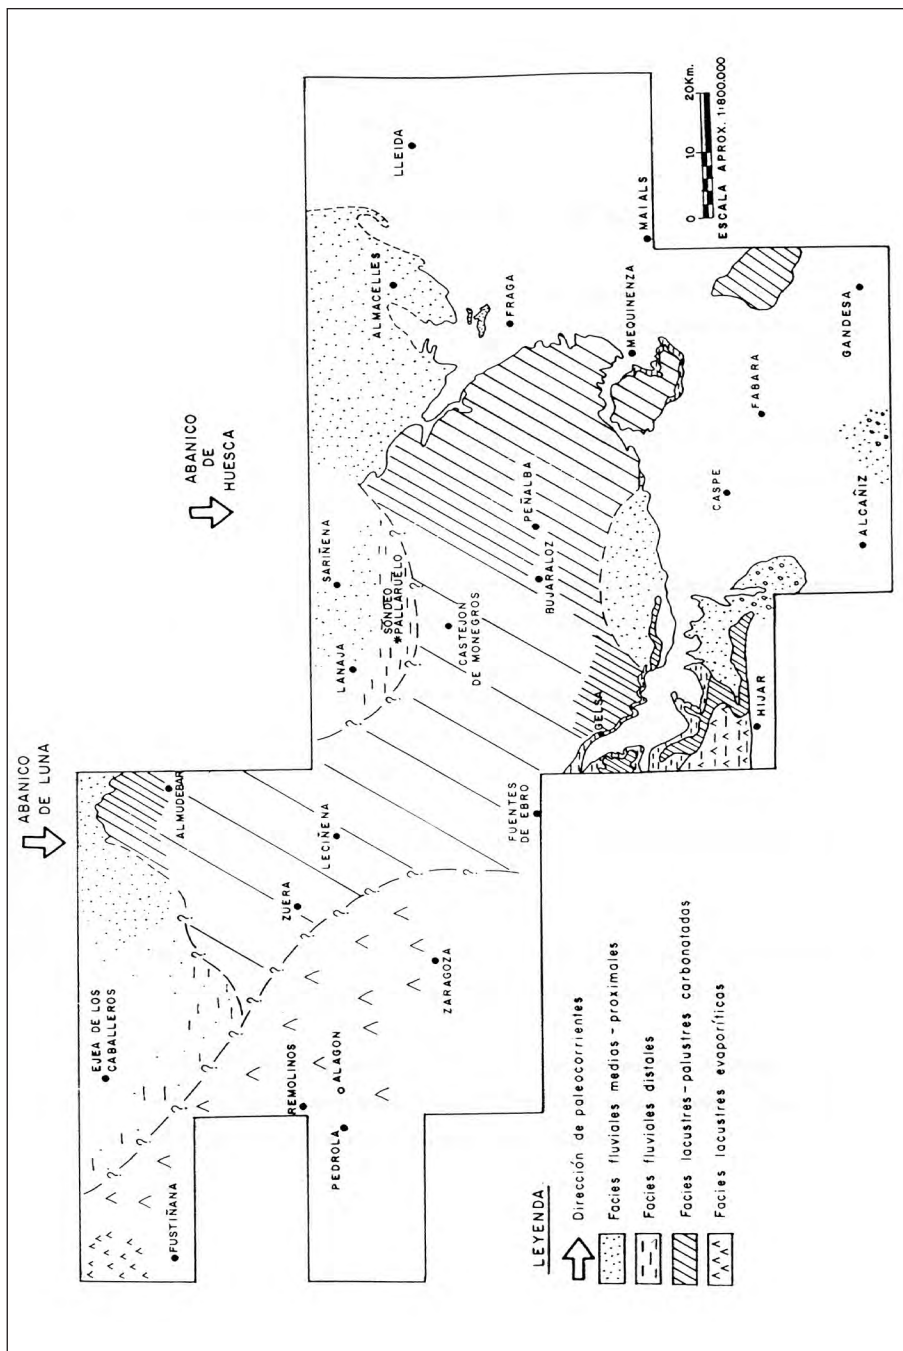 ABANICO
DE LUNA
ABANICO
DE
HUESCA
FUSTIÑANA
EJEA DE LOS
CABALLEROS
ALMUDEBAR
ZUERA
LECIÑENA
REMOLINOS
ALAGON
PEDROLA
ZARAGOZA
FUENTES
DE EBRO
LANAJA
SARIÑENA
SONDEO
PALLARUELO
CASTEJON
DE MONEGROS
BUJARALOZ
PEÑALBA
GELSA
HIJAR
ALMACELLES
LLEIDA
FRAGA
MEQUINENZA
MAIALS
CASPE
FABARA
ALCAÑIZ
GANDESA
0 10 20Km.
ESCALA APROX. 1:800.000
LEYENDA.
Dirección de paleocorrientes
Facies fluviales medias-proximales
Facies fluviales distales
Facies lacustres-palustres carbonatadas
Facies lacustres evaporíticas